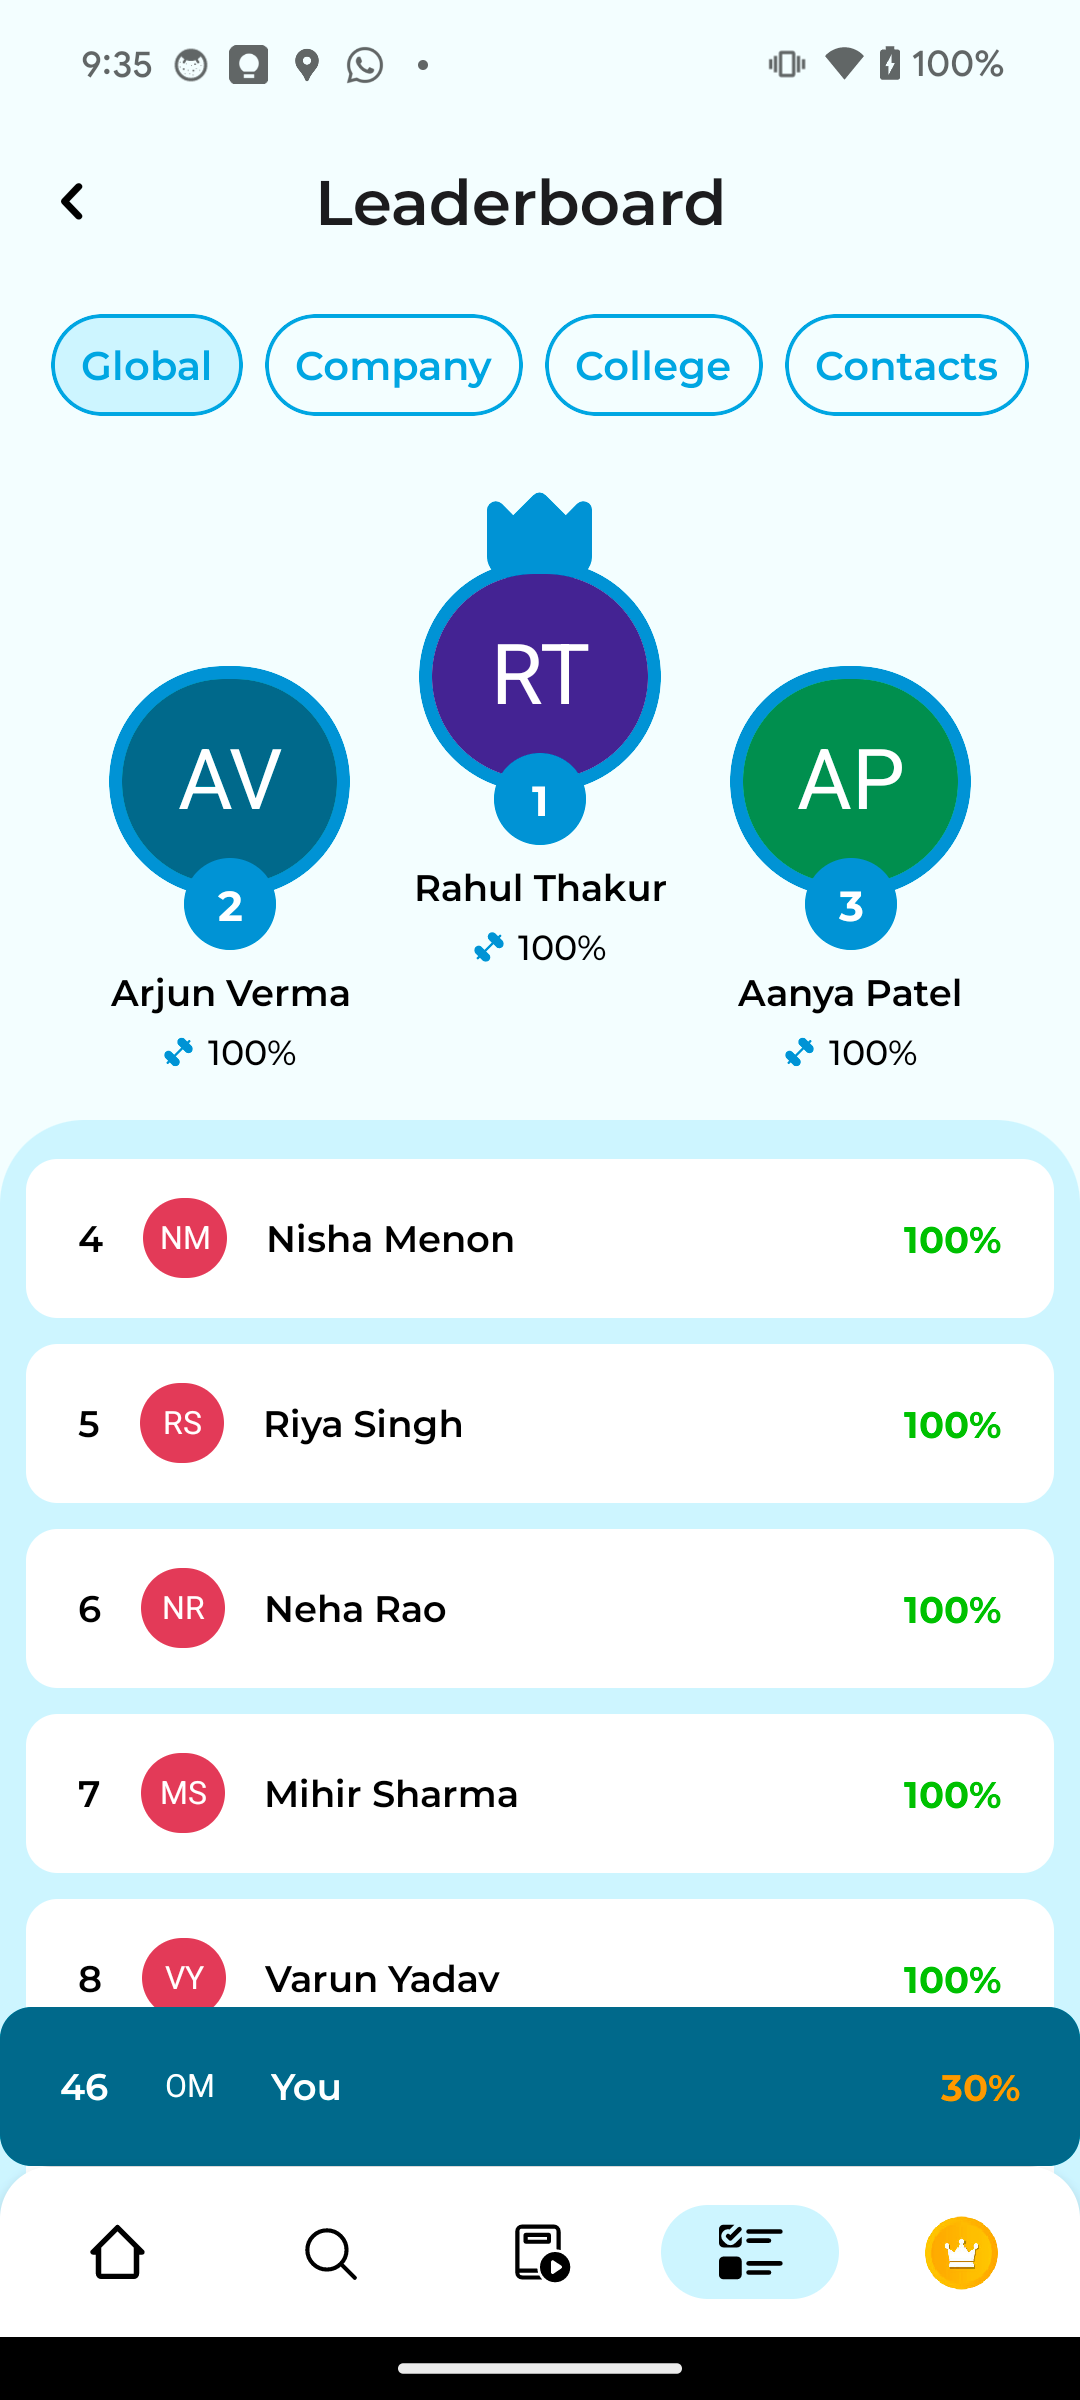 9:35
100%
Leaderboard
Global
Company
College
Contacts
RT
1
Rahul Thakur
100%
AV
2
Arjun Verma
100%
AP
3
Aanya Patel
100%
4 NM Nisha Menon 100%
5 RS Riya Singh 100%
6 NR Neha Rao 100%
7 MS Mihir Sharma 100%
8 VY Varun Yadav 100%
46 OM You 30%